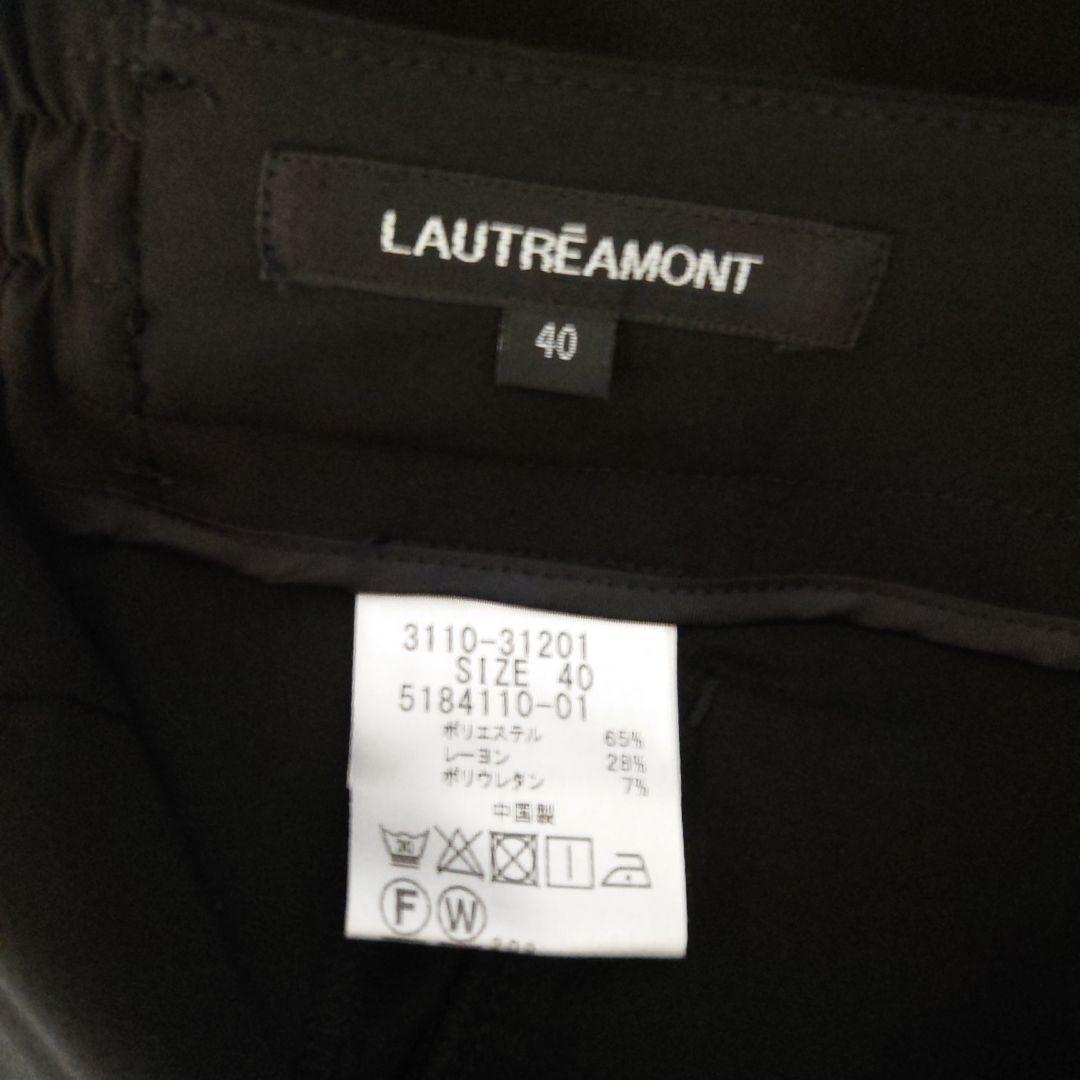 LAUTRÉAMONT
40
3110-31201
SIZE 40
5184110-01
ポリエステル 65%
レーヨン 28%
ポリウレタン 7%
中国製
F W